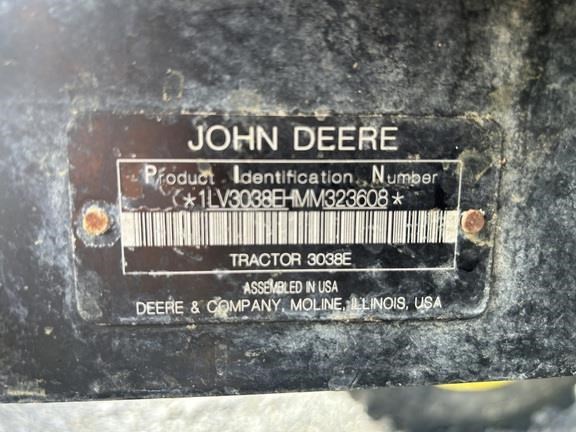 JOHN DEERE
Product Identification Number
*1LV3038EHMM323608*
TRACTOR 3038E
ASSEMBLED IN USA
DEERE & COMPANY, MOLINE, ILLINOIS, USA